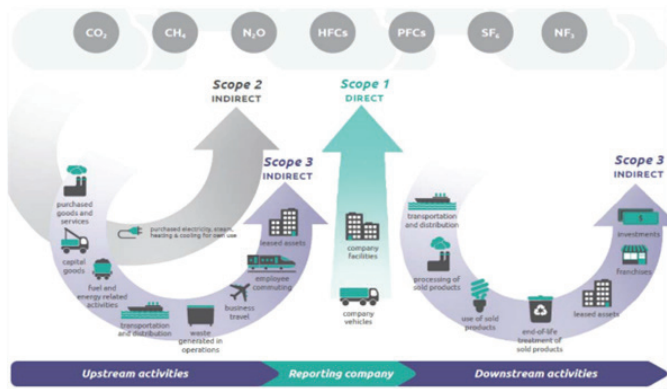 CO₂ CH₄ N₂O HFCs PFCs SF₆ NF₃
Scope 2
INDIRECT
Scope 1
DIRECT
Scope 3
INDIRECT
Scope 3
INDIRECT
purchased
goods and
services
capital
goods
fuel and
energy related
activities
purchased electricity, steam,
heating & cooling for own use
transportation
and distribution
waste
generated in
operations
business
travel
employee
commuting
leased assets
company
facilities
company
vehicles
transportation
and distribution
processing of
sold products
use of sold
products
end-of-life
treatment of
sold products
leased assets
franchises
investments
Upstream activities
Reporting company
Downstream activities